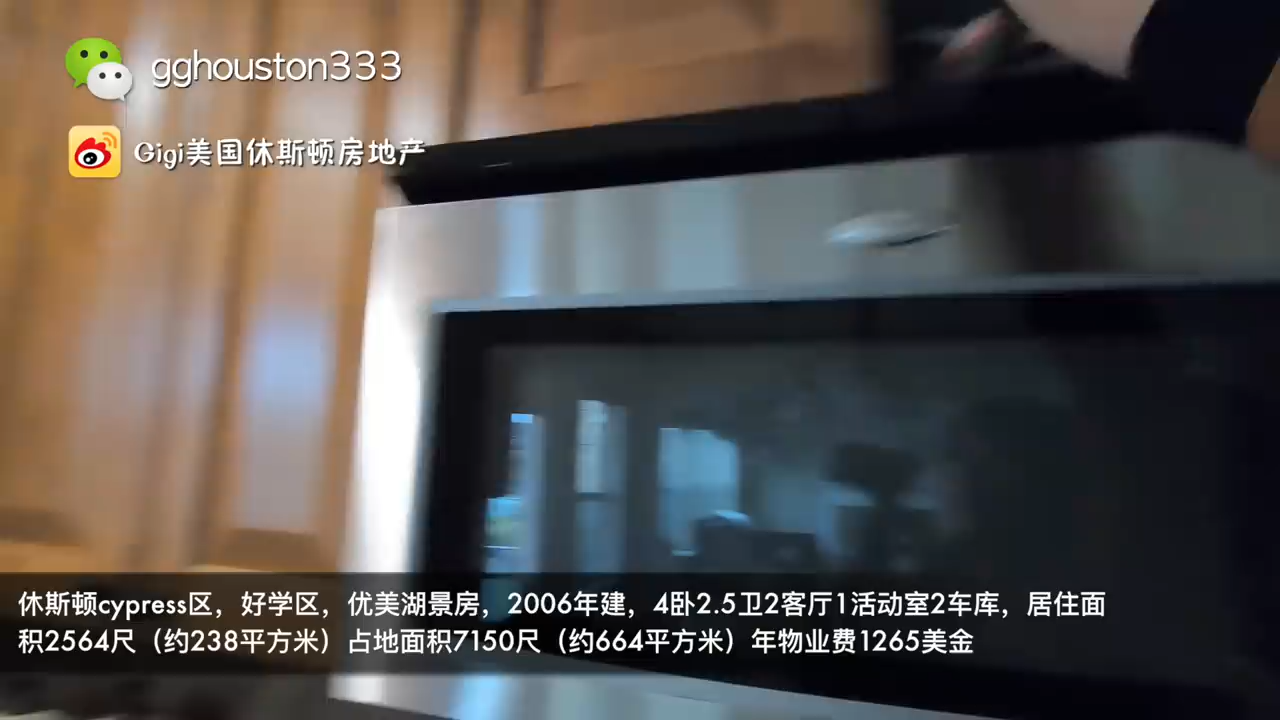 gghouston333
Gigi美国休斯顿房地产
休斯顿cypress区，好学区，优美湖景房，2006年建，4卧2.5卫2客厅1活动室2车库，居住面
积2564尺（约238平方米）占地面积7150尺（约664平方米）年物业费1265美金